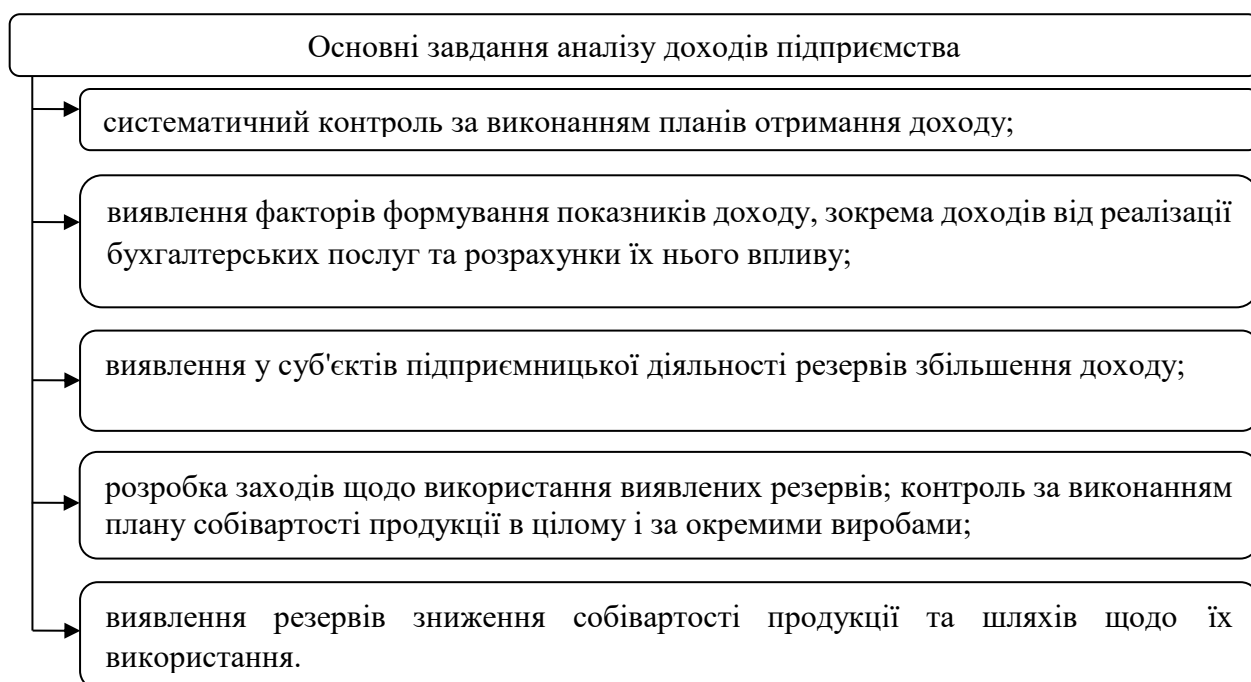 Основні завдання аналізу доходів підприємства
систематичний контроль за виконанням планів отримання доходу;
виявлення факторів формування показників доходу, зокрема доходів від реалізації
бухгалтерських послуг та розрахунки їх нього впливу;
виявлення у суб'єктів підприємницької діяльності резервів збільшення доходу;
розробка заходів щодо використання виявлених резервів; контроль за виконанням
плану собівартості продукції в цілому і за окремими виробами;
виявлення резервів зниження собівартості продукції та шляхів щодо їх
використання.